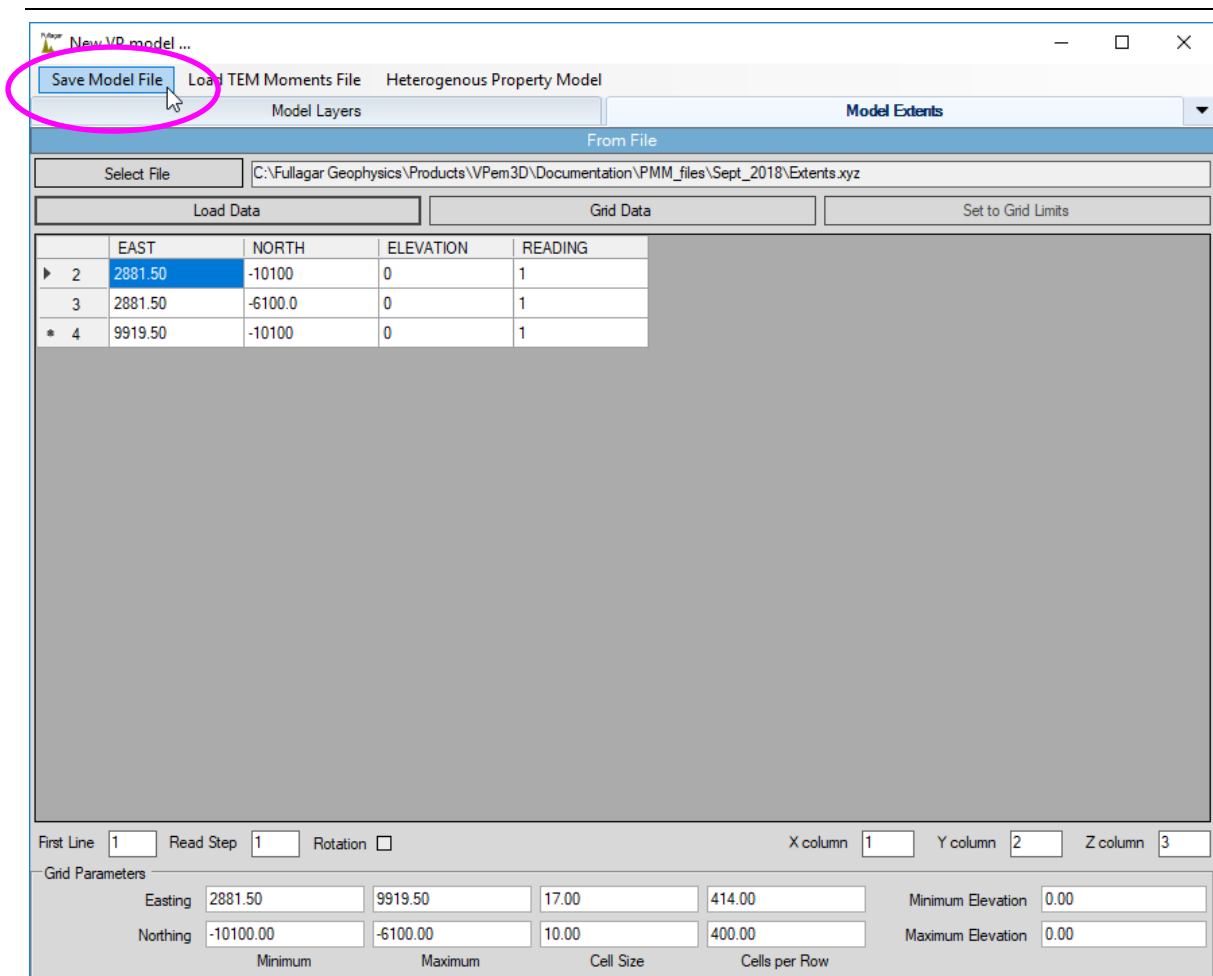 New VP model ...
Save Model File Load TEM Moments File Heterogenous Property Model
Model Layers Model Extents
From File
Select File C:\Fullagar Geophysics\Products\VPem3D\Documentation\PMM_files\Sept_2018\Extents.xyz
Load Data Grid Data Set to Grid Limits
EAST NORTH ELEVATION READING
2 2881.50 -10100 0 1
3 2881.50 -6100.0 0 1
* 4 9919.50 -10100 0 1
First Line 1 Read Step 1 Rotation X column 1 Y column 2 Z column 3
Grid Parameters
Easting 2881.50 9919.50 17.00 414.00 Minimum Elevation 0.00
Northing -10100.00 -6100.00 10.00 400.00 Maximum Elevation 0.00
Minimum Maximum Cell Size Cells per Row